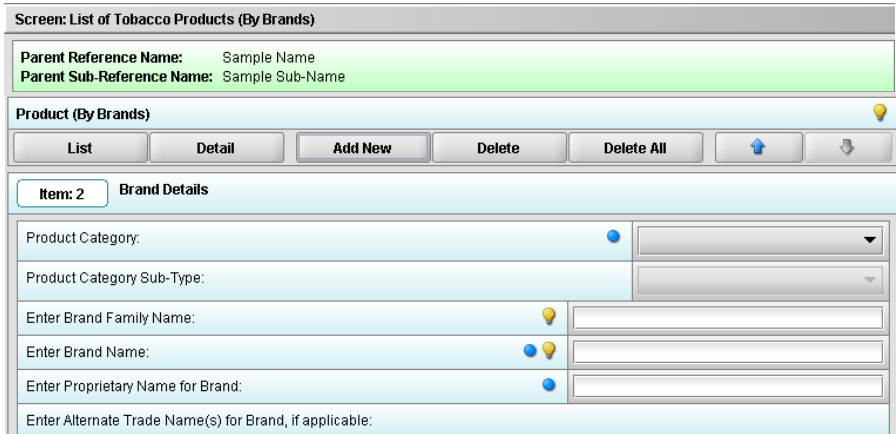 Screen: List of Tobacco Products (By Brands)
Parent Reference Name: Sample Name
Parent Sub-Reference Name: Sample Sub-Name
Product (By Brands)
List Detail Add New Delete Delete All
Item: 2 Brand Details
Product Category:
Product Category Sub-Type:
Enter Brand Family Name:
Enter Brand Name:
Enter Proprietary Name for Brand:
Enter Alternate Trade Name(s) for Brand, if applicable: